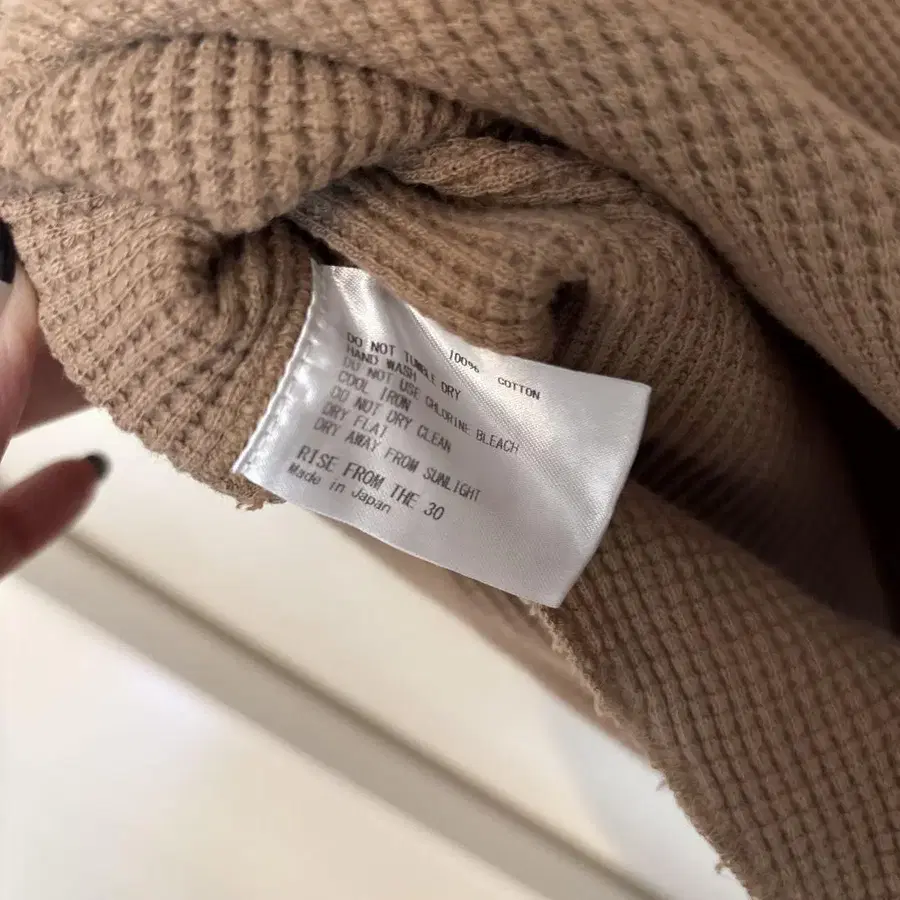 100% COTTON
DO NOT TUMBLE DRY
HAND WASH
DO NOT USE CHLORINE BLEACH
COOL IRON
DO NOT DRY CLEAN
DRY FLAT
DRY AWAY FROM SUNLIGHT
RISE FROM THE 30
Made in Japan